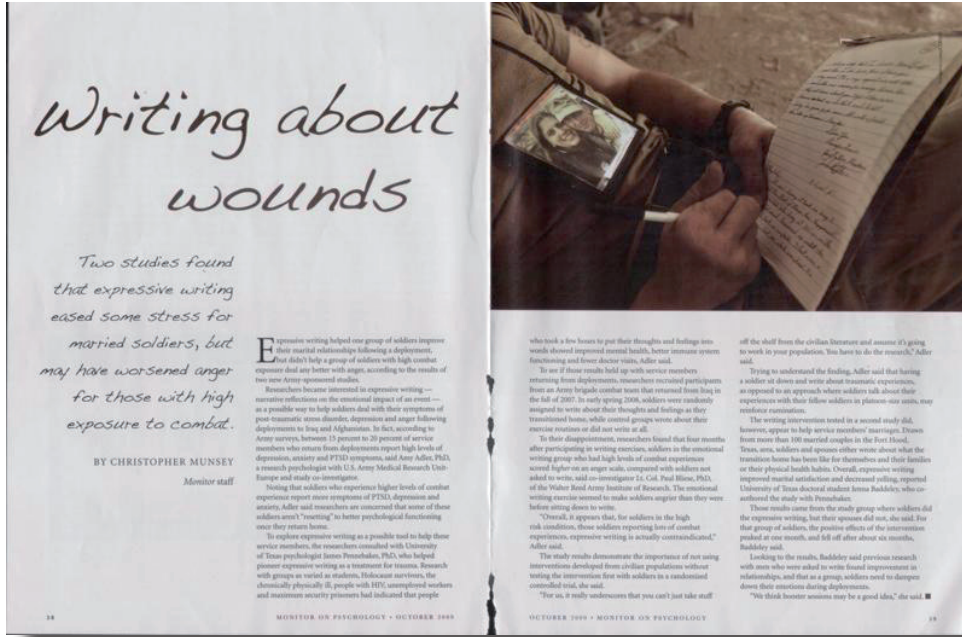 Writing about
wounds
Two studies found
that expressive writing
eased some stress for
married soldiers, but
may have worsened anger
for those with high
exposure to combat.
BY CHRISTOPHER MUNSEY
Monitor staff
Expressive writing helped one group of soldiers improve
their marital relationships following a deployment,
but didn't help a group of soldiers with high combat
exposure deal any better with anger, according to the results of
two new Army-sponsored studies.
Researchers became interested in expressive writing —
narrative reflections on the emotional impact of an event —
as a possible way to help soldiers deal with their symptoms of
post-traumatic stress disorder, depression and anger following
deployments to Iraq and Afghanistan. In fact, according to
Army surveys, between 15 percent to 20 percent of service
members who return from deployments report high levels of
depression, anxiety and PTSD symptoms, said Amy Adler, PhD,
a research psychologist with U.S. Army Medical Research Unit-
Europe and study co-investigator.
Noting that soldiers who experience higher levels of combat
experience report more symptoms of PTSD, depression and
anxiety, Adler said researchers are concerned that some of these
soldiers aren't "resetting" to better psychological functioning
once they return home.
To explore expressive writing as a possible tool to help these
service members, the researchers consulted with University
of Texas psychologist James Pennebaker, PhD, who helped
pioneer expressive writing as a treatment for trauma. Research
with groups as varied as students, Holocaust survivors, the
chronically physically ill, people with HIV, unemployed workers
and maximum security prisoners had indicated that people
who took a few hours to put their thoughts and feelings into
words showed improved mental health, better immune system
functioning and fewer doctor visits, Adler said.
To see if those results held up with service members
returning from deployments, researchers recruited participants
from an Army brigade combat team that returned from Iraq in
the fall of 2007. In early spring 2008, soldiers were randomly
assigned to write about their thoughts and feelings as they
transitioned home, while control groups wrote about their
exercise routines or did not write at all.
To their disappointment, researchers found that four months
after participating in writing exercises, soldiers in the emotional
writing group who had high levels of combat experiences
scored higher on an anger scale, compared with soldiers not
asked to write, said co-investigator Lt. Col. Paul Bliese, PhD,
of the Walter Reed Army Institute of Research. The emotional
writing exercise seemed to make soldiers angrier than they were
before sitting down to write.
"Overall, it appears that, for soldiers in the high
risk condition, those soldiers reporting lots of combat
experiences, expressive writing is actually contraindicated,"
Adler said.
The study results demonstrate the importance of not using
interventions developed from civilian populations without
testing the intervention first with soldiers in a randomized
controlled trial, she said.
"For us, it really underscores that you can't just take stuff
off the shelf from the civilian literature and assume it's going
to work in your population. You have to do the research," Adler
said.
Trying to understand the finding, Adler said that having
a soldier sit down and write about traumatic experiences,
as opposed to an approach where soldiers talk about their
experiences with their fellow soldiers in platoon-size units, may
reinforce rumination.
The writing intervention tested in a second study did,
however, appear to help service members' marriages. Drawn
from more than 100 married couples in the Fort Hood,
Texas, area, soldiers and spouses either wrote about what the
transition home has been like for themselves and their families
or their physical health habits. Overall, expressive writing
improved marital satisfaction and decreased yelling, reported
University of Texas doctoral student Jenna Baddeley, who co-
authored the study with Pennebaker.
Those results came from the study group where soldiers did
the expressive writing, but their spouses did not, she said. For
that group of soldiers, the positive effects of the intervention
peaked at one month, and fell off after about six months,
Baddeley said.
Looking to the results, Baddeley said previous research
with men who were asked to write found improvement in
relationships, and that as a group, soldiers need to dampen
down their emotions during deployments.
"We think booster sessions may be a good idea," she said. ■
MONITOR ON PSYCHOLOGY • OCTOBER 2009
OCTOBER 2009 • MONITOR ON PSYCHOLOGY